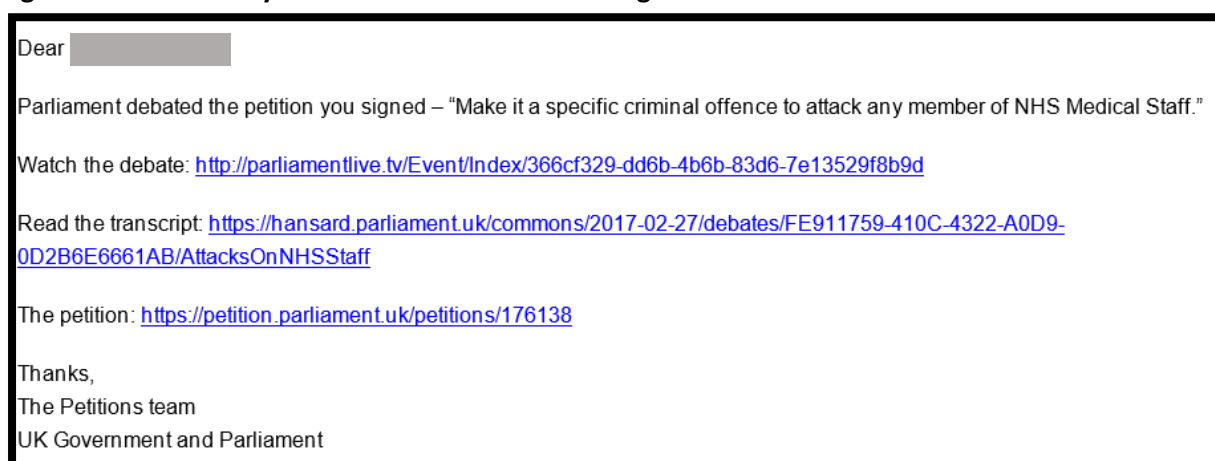 Dear
Parliament debated the petition you signed – “Make it a specific criminal offence to attack any member of NHS Medical Staff.”
Watch the debate: http://parliamentlive.tv/Event/Index/366cf329-dd6b-4b6b-83d6-7e13529f8b9d
Read the transcript: https://hansard.parliament.uk/commons/2017-02-27/debates/FE911759-410C-4322-A0D9-
0D2B6E6661AB/AttacksOnNHSStaff
The petition: https://petition.parliament.uk/petitions/176138
Thanks,
The Petitions team
UK Government and Parliament